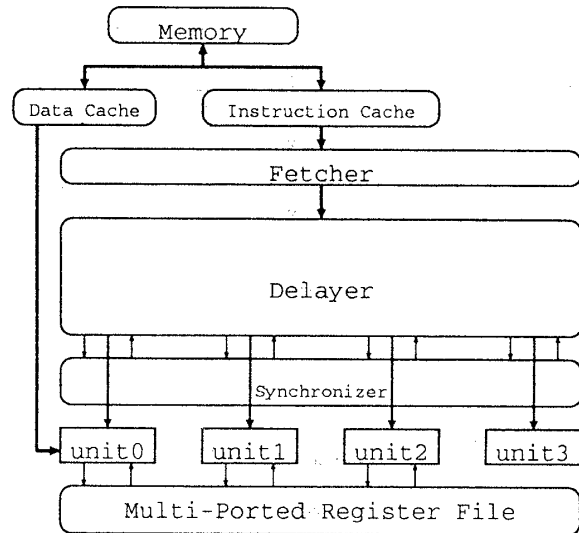 Memory
Data Cache
Instruction Cache
Fetcher
Delayer
Synchronizer
unit0
unit1
unit2
unit3
Multi-Ported Register File